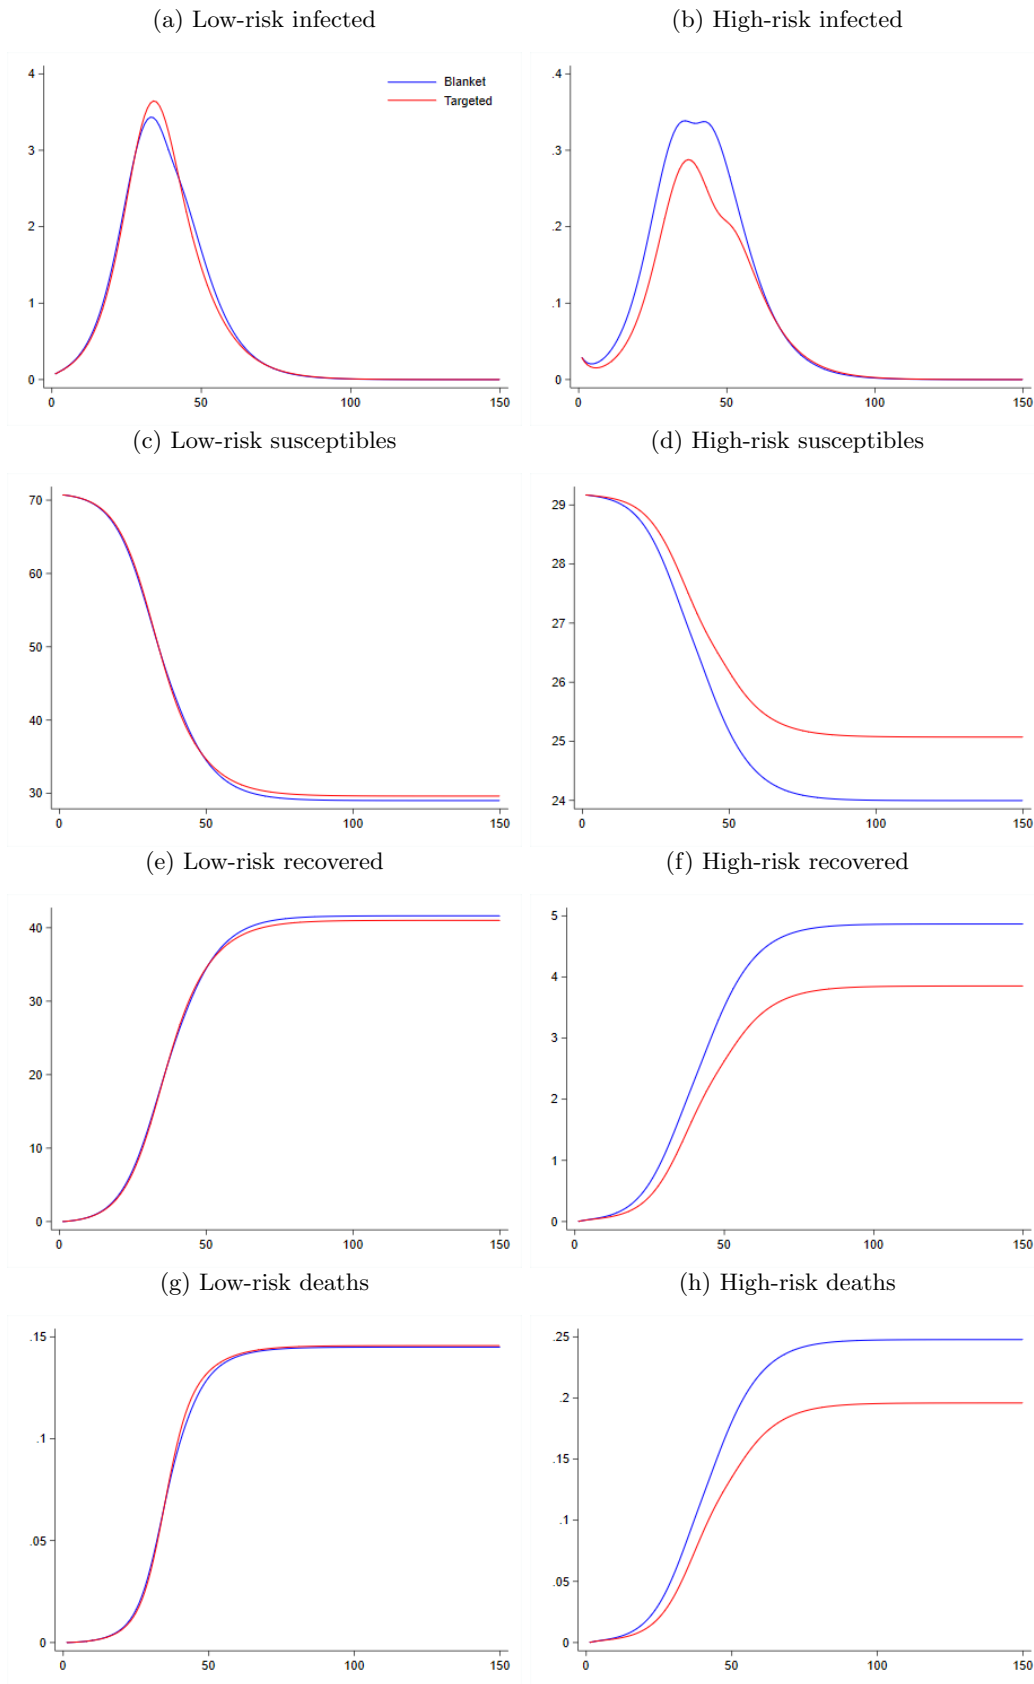 (a) Low-risk infected
(b) High-risk infected
4
3
2
1
0
0 50 100 150
Blanket
Targeted
.4
.3
.2
.1
0
0 50 100 150
(c) Low-risk susceptibles
(d) High-risk susceptibles
70
60
50
40
30
0 50 100 150
29
28
27
26
25
24
0 50 100 150
(e) Low-risk recovered
(f) High-risk recovered
40
30
20
10
0
0 50 100 150
5
4
3
2
1
0
0 50 100 150
(g) Low-risk deaths
(h) High-risk deaths
.15
.1
.05
0
0 50 100 150
.25
.2
.15
.1
.05
0
0 50 100 150